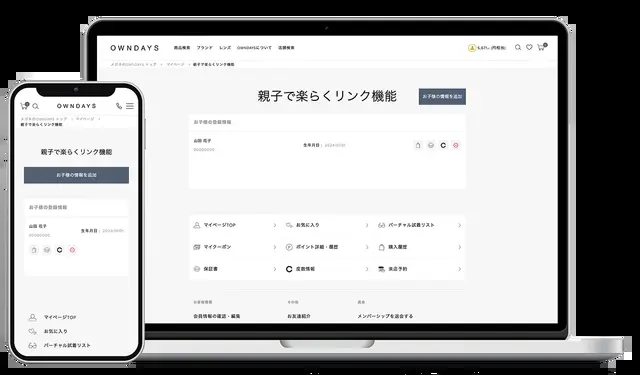 OWNDAYS
商品検索 ブランド レンズ OWNDAYSについて 店舗検索
メガネのOWNDAYS トップ > マイページ > 親子で楽らくリンク機能
親子で楽らくリンク機能
お子様の情報を追加
お子様の登録情報
山田 花子
生年月日:
マイページTOP
お気に入り
バーチャル試着リスト
マイクーポン
ポイント詳細・履歴
購入履歴
保証書
度数情報
来店予約
お客様情報
その他
退会
会員情報の確認・編集
お友達紹介
メンバーシップを退会する
OWNDAYS
メガネのOWNDAYS トップ > マイページ >
親子で楽らくリンク機能
親子で楽らくリンク機能
お子様の情報を追加
お子様の登録情報
山田 花子
生年月日:
マイページTOP
お気に入り
バーチャル試着リスト